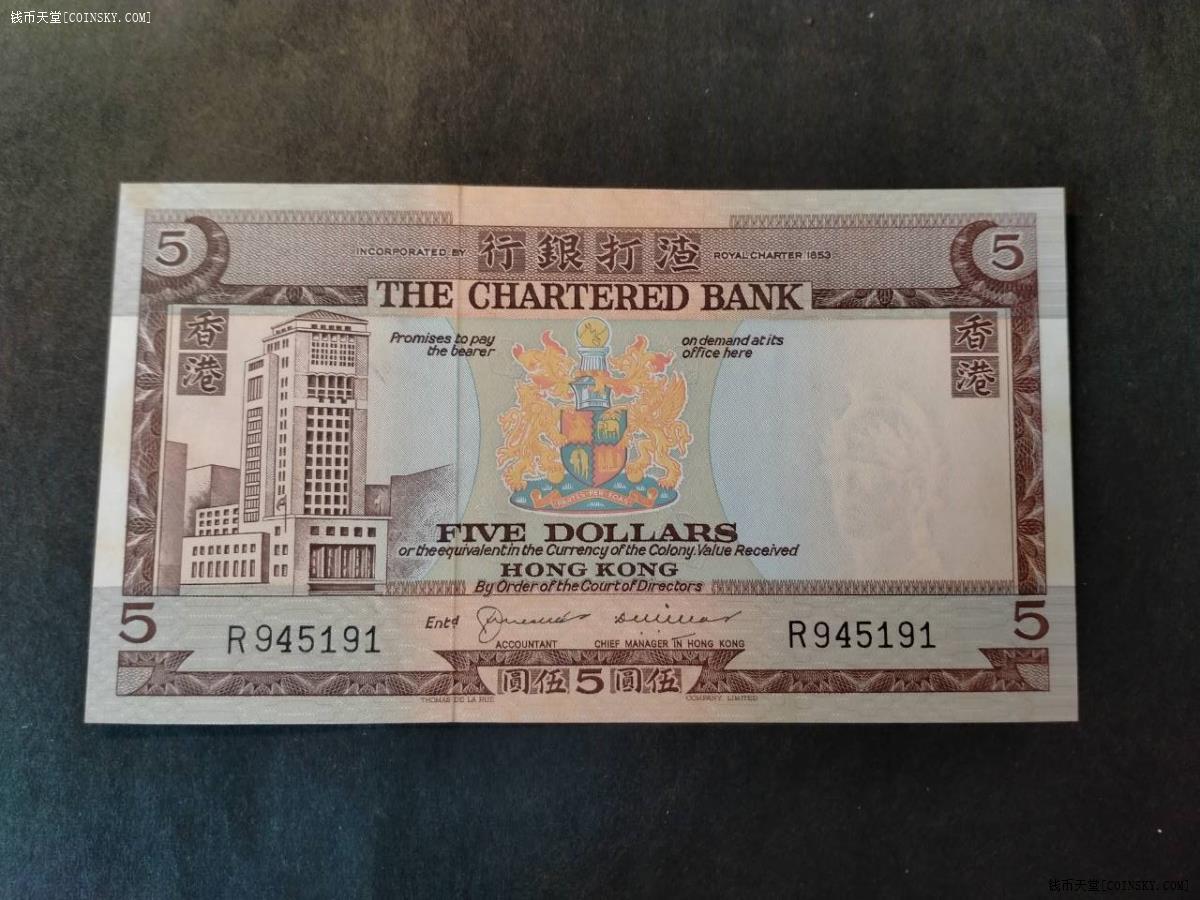 钱币天堂[COINSKY.COM]
5 INCORPORATED BY 行銀打渣 ROYAL CHARTER 1853 5
THE CHARTERED BANK
香港
香港
Promises to pay
the bearer
on demand at its
office here
FIVE DOLLARS
or the equivalent in the Currency of the Colony. Value Received
HONG KONG
By Order of the Court of Directors
5 5
Entd
R945191 R945191
ACCOUNTANT CHIEF MANAGER IN HONG KONG
圓伍5圓伍
THOMAS DE LA RUE COMPANY, LIMITED
钱币天堂[COINSKY.COM]